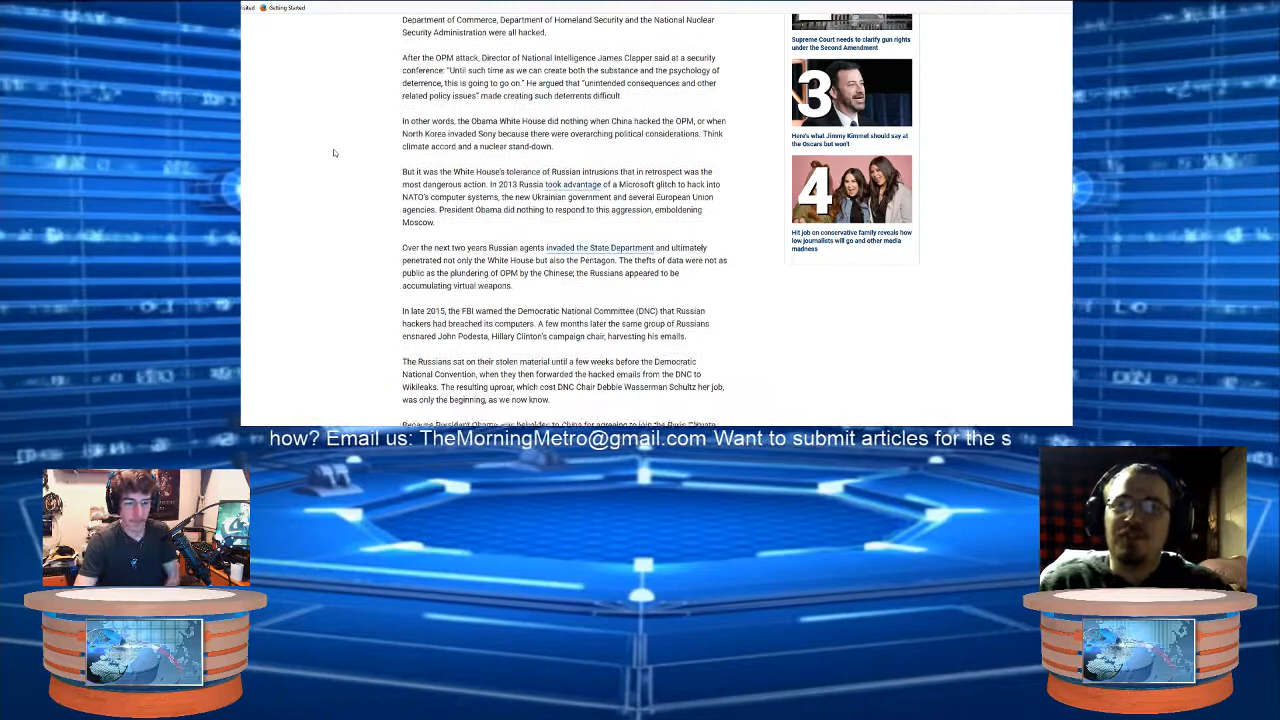 isited Getting Started
Department of Commerce, Department of Homeland Security and the National Nuclear
Security Administration were all hacked.
After the OPM attack, Director of National Intelligence James Clapper said at a security
conference: “Until such time as we can create both the substance and the psychology of
deterrence, this is going to go on.” He argued that “unintended consequences and other
related policy issues” made creating such deterrents difficult.
In other words, the Obama White House did nothing when China hacked the OPM, or when
North Korea invaded Sony because there were overarching political considerations. Think
climate accord and a nuclear stand-down.
But it was the White House's tolerance of Russian intrusions that in retrospect was the
most dangerous action. In 2013 Russia took advantage of a Microsoft glitch to hack into
NATO's computer systems, the new Ukrainian government and several European Union
agencies. President Obama did nothing to respond to this aggression, emboldening
Moscow.
Over the next two years Russian agents invaded the State Department and ultimately
penetrated not only the White House but also the Pentagon. The thefts of data were not as
public as the plundering of OPM by the Chinese; the Russians appeared to be
accumulating virtual weapons.
In late 2015, the FBI warned the Democratic National Committee (DNC) that Russian
hackers had breached its computers. A few months later the same group of Russians
ensnared John Podesta, Hillary Clinton's campaign chair, harvesting his emails.
The Russians sat on their stolen material until a few weeks before the Democratic
National Convention, when they then forwarded the hacked emails from the DNC to
Wikileaks. The resulting uproar, which cost DNC Chair Debbie Wasserman Schultz her job,
was only the beginning, as we now know.
Because President Obama was beholden to China for agreeing to join the Paris Climate
Supreme Court needs to clarify gun rights
under the Second Amendment
3
Here's what Jimmy Kimmel should say at
the Oscars but won't
4
Hit job on conservative family reveals how
low journalists will go and other media
madness
how? Email us: TheMorningMetro@gmail.com Want to submit articles for the s